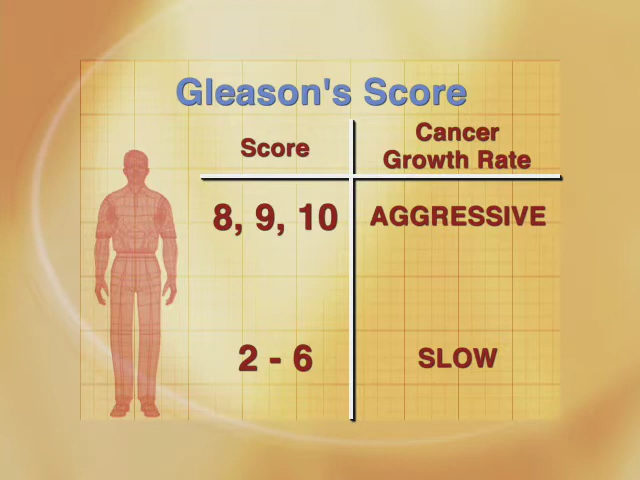 Gleason's Score
Score
Cancer
Growth Rate
8, 9, 10
AGGRESSIVE
2 - 6
SLOW